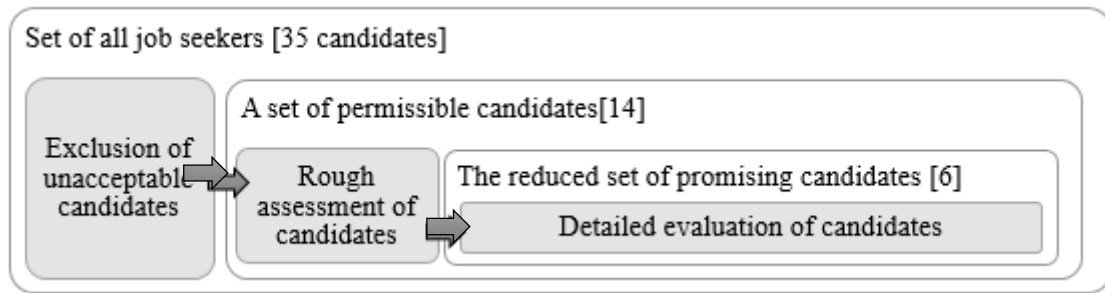 Set of all job seekers [35 candidates]
Exclusion of
unacceptable
candidates
A set of permissible candidates[14]
Rough
assessment of
candidates
The reduced set of promising candidates [6]
Detailed evaluation of candidates